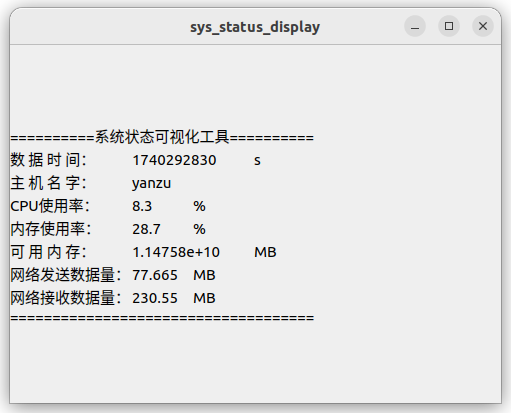 sys_status_display
==========系统状态可视化工具==========
数 据 时 间： 1740292830 s
主 机 名 字： yanzu
CPU使用率： 8.3 %
内存使用率： 28.7 %
可 用 内 存： 1.14758e+10 MB
网络发送数据量： 77.665 MB
网络接收数据量： 230.55 MB
====================================